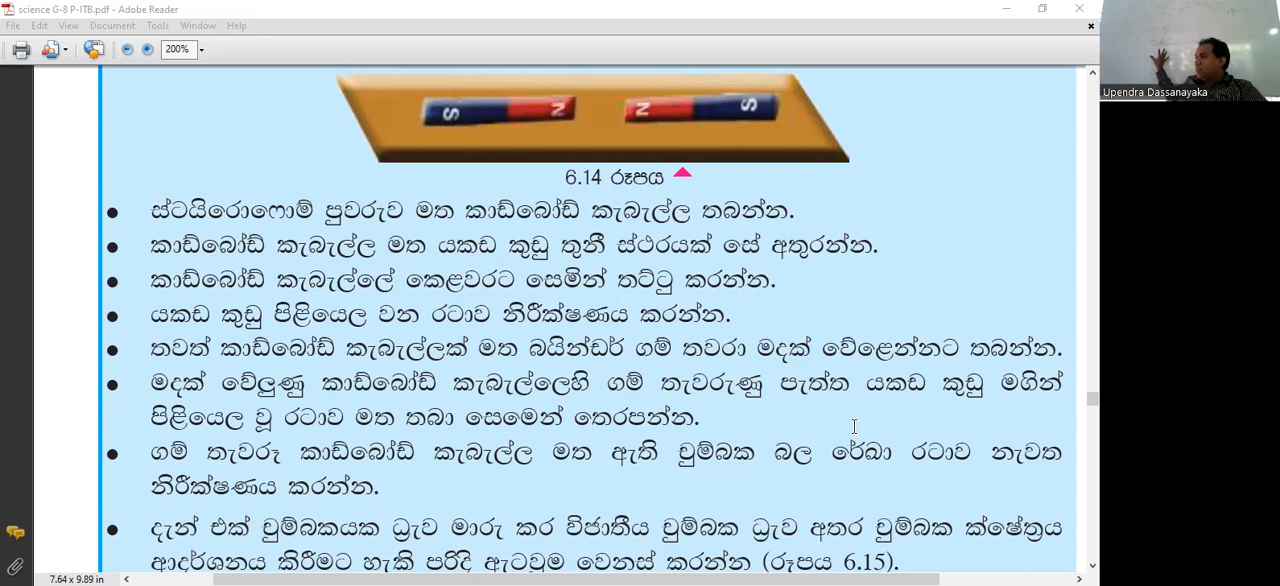 science G-8 P-ITB.pdf - Adobe Reader
File Edit View Document Tools Window Help
200%
Upendra Dassanayaka
S N N S
6.14 රූපය
● ස්ටයිරොෆොම් පුවරුව මත කාඩ්බෝඩ් කැබැල්ල තබන්න.
● කාඩ්බෝඩ් කැබැල්ල මත යකඩ කුඩු තුනී ස්ථරයක් සේ අතුරන්න.
● කාඩ්බෝඩ් කැබැල්ලේ කෙළවරට සෙමින් තට්ටු කරන්න.
● යකඩ කුඩු පිළියෙල වන රටාව නිරීක්ෂණය කරන්න.
● තවත් කාඩ්බෝඩ් කැබැල්ලක් මත බයින්ඩර් ගම් තවරා මදක් වේළෙන්නට තබන්න.
● මදක් වේලුණු කාඩ්බෝඩ් කැබැල්ලෙහි ගම් තැවරුණු පැත්ත යකඩ කුඩු මගින්
පිළියෙල වූ රටාව මත තබා සෙමෙන් තෙරපන්න.
● ගම් තැවරූ කාඩ්බෝඩ් කැබැල්ල මත ඇති චුම්බක බල රේඛා රටාව නැවත
නිරීක්ෂණය කරන්න.
● දැන් එක් චුම්බකයක ධ්‍රැව මාරු කර විජාතීය චුම්බක ධ්‍රැව අතර චුම්බක ක්ෂේත්‍රය
ආදර්ශනය කිරීමට හැකි පරිදි ඇටවුම වෙනස් කරන්න (රූපය 6.15).
7.64 x 9.89 in